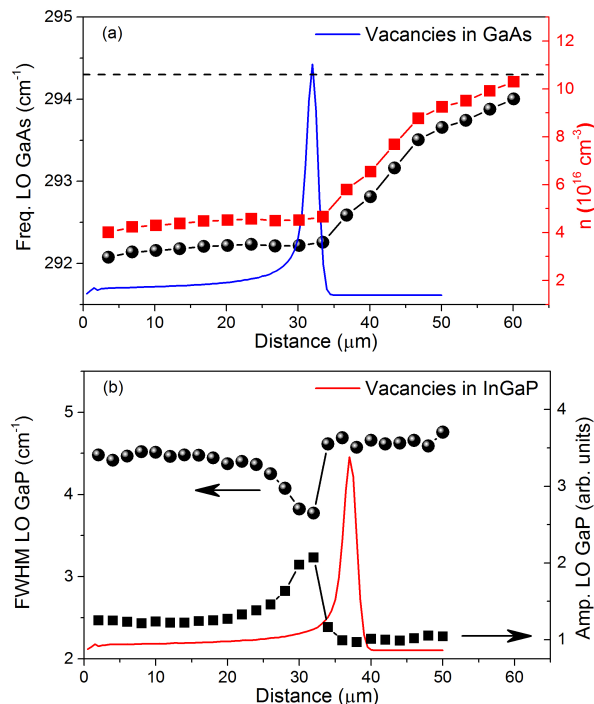 (a)
Vacancies in GaAs
Freq. LO GaAs (cm⁻¹)
295
294
293
292
n (10¹⁶ cm⁻³)
12
10
8
6
4
2
0 10 20 30 40 50 60
Distance (μm)
(b)
Vacancies in InGaP
FWHM LO GaP (cm⁻¹)
5
4
3
2
Amp. LO GaP (arb. units)
4
3
2
1
0 10 20 30 40 50 60
Distance (μm)